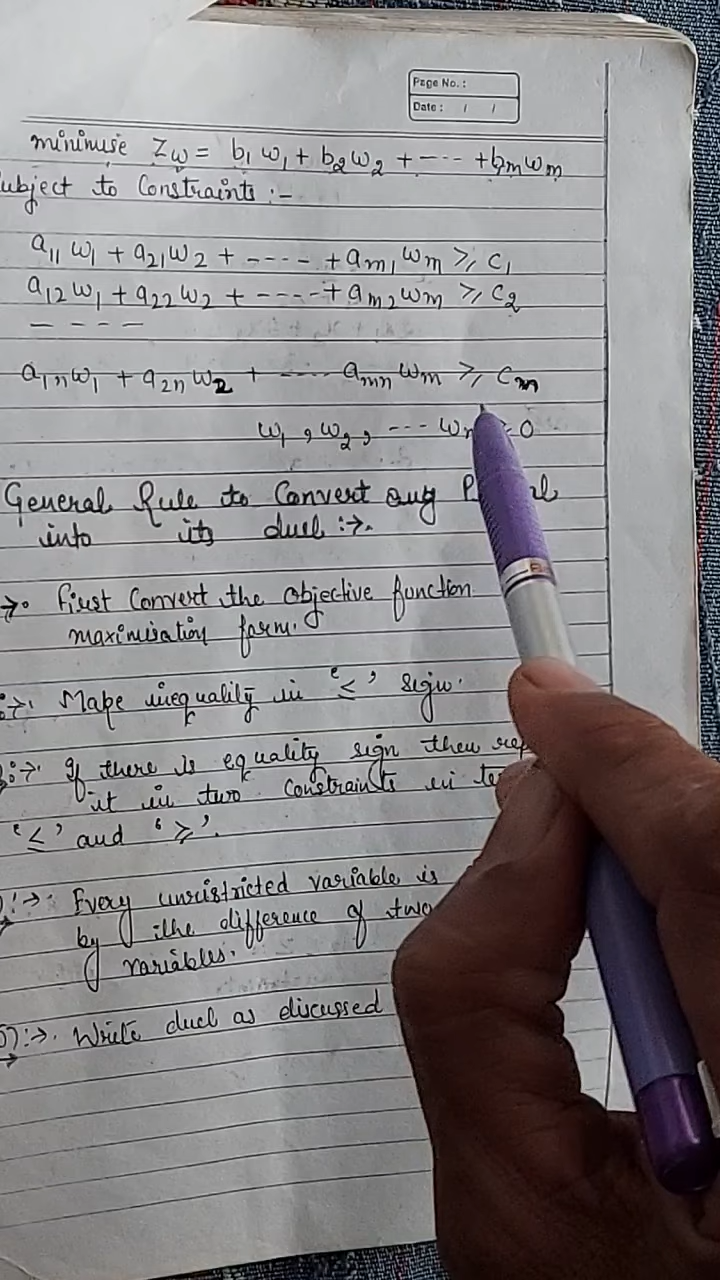 Page No. :
Date : / /
minimise Zw = b1 w1 + b2 w2 + ---- + bm wm
ubject to Constraints :-
a11 w1 + a21 w2 + ---- + am1 wm ≥ c1
a12 w1 + a22 w2 + ---- + am2 wm ≥ c2
- - - -
a1n w1 + a2n w2 + ---- amn wm ≥ cm
w1, w2, --- w 0
General Rule to Convert any
into its duel :→.
→. First Convert the objective function
maximisation form.
:→. Make inequality in '≤' sign.
:→. If there is equality sign then
it in two constraints in
'≤' and '≥'.
):→. Every unristricted variable is
by the difference of two
variables.
5):→. Write duel as discussed